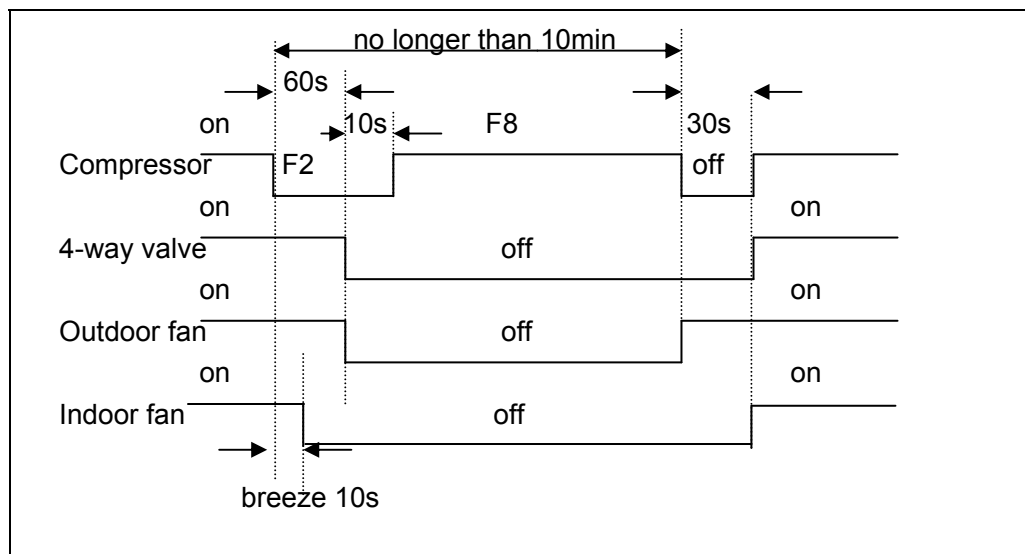 no longer than 10min
60s
on 10s F8 30s
Compressor F2 off
on on
4-way valve off
on on
Outdoor fan off
on on
Indoor fan off
breeze 10s